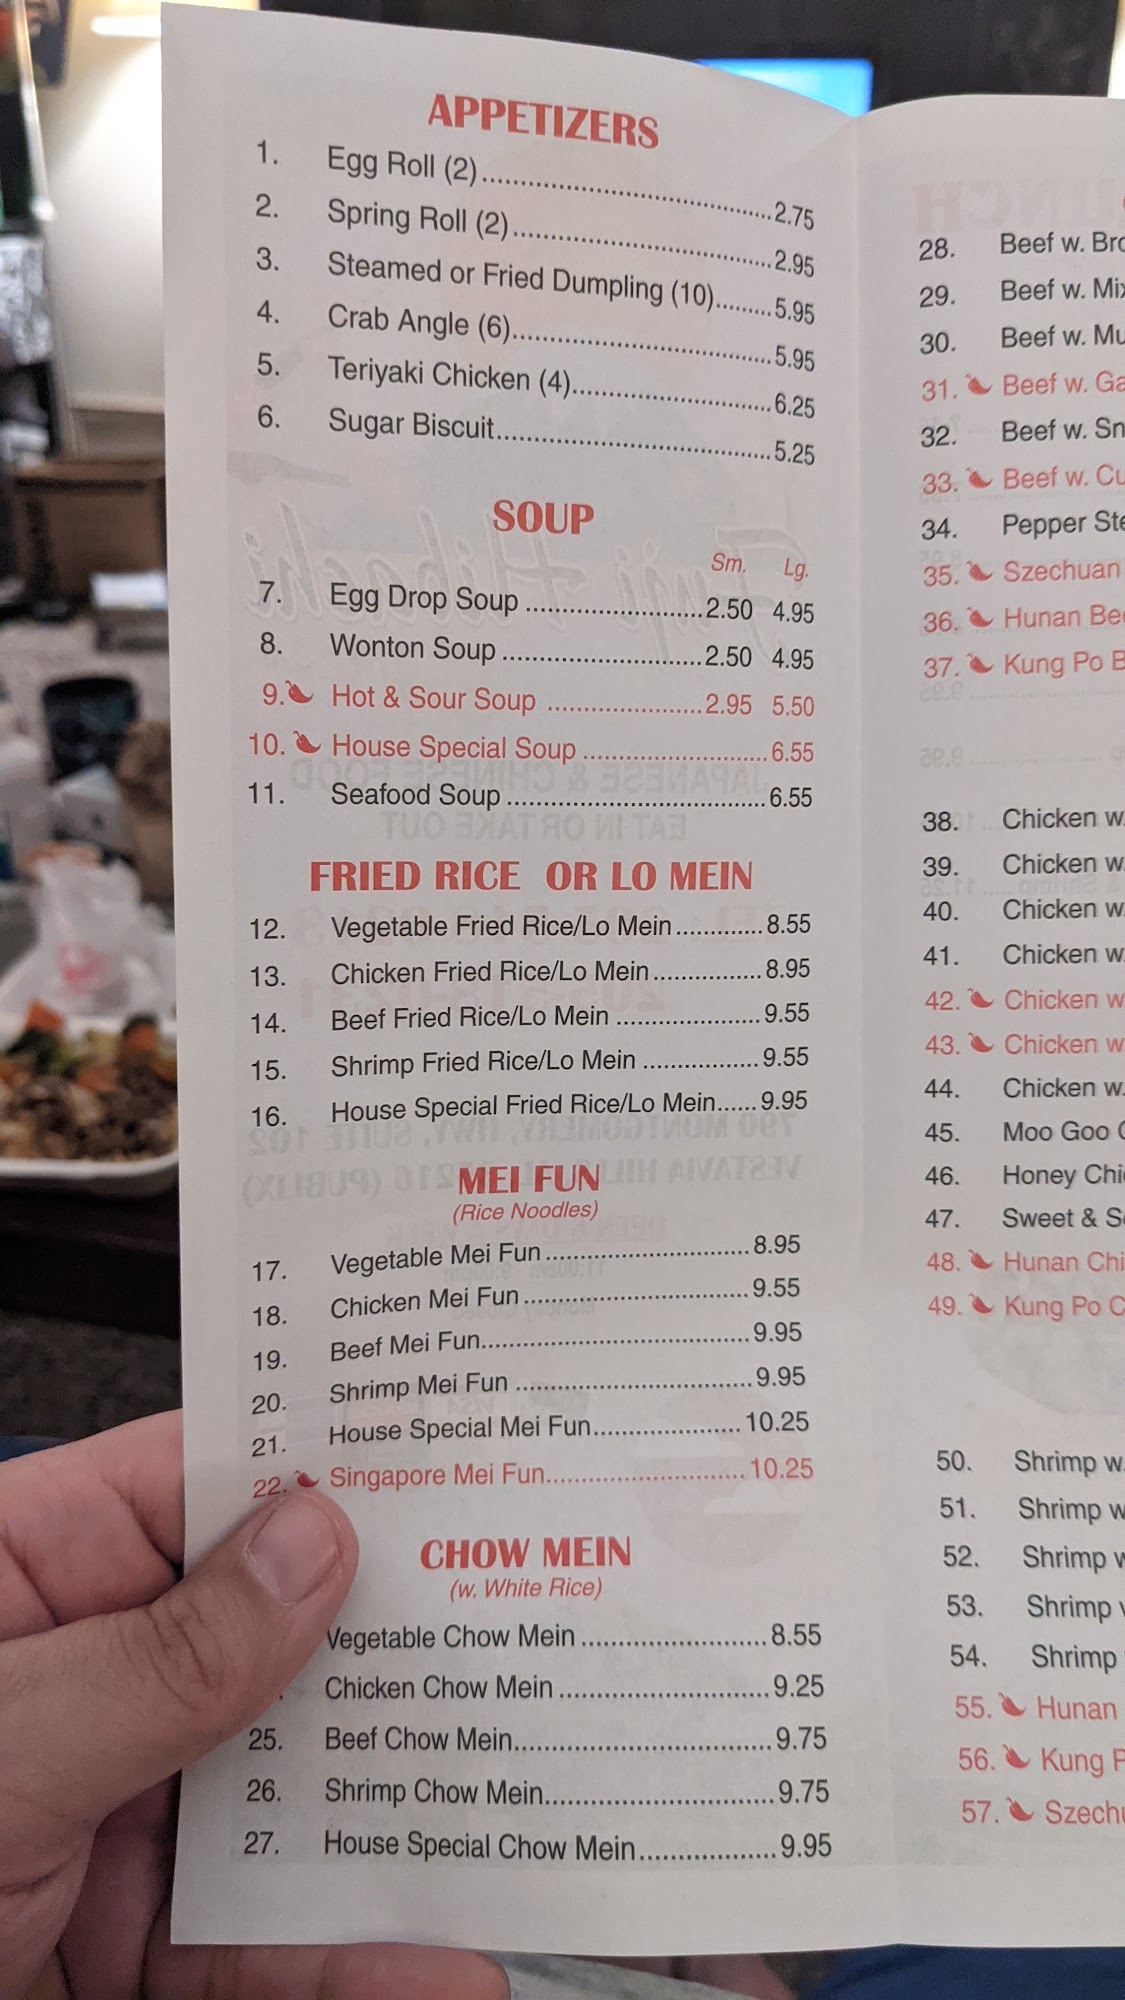 APPETIZERS
1. Egg Roll (2)..........2.75
2. Spring Roll (2)..........2.95
3. Steamed or Fried Dumpling (10)..........5.95
4. Crab Angle (6)..........5.95
5. Teriyaki Chicken (4)..........6.25
6. Sugar Biscuit..........5.25
SOUP
Sm. Lg.
7. Egg Drop Soup ..........2.50 4.95
8. Wonton Soup ..........2.50 4.95
9. Hot & Sour Soup ..........2.95 5.50
10. House Special Soup ..........6.55
11. Seafood Soup ..........6.55
FRIED RICE OR LO MEIN
12. Vegetable Fried Rice/Lo Mein..........8.55
13. Chicken Fried Rice/Lo Mein..........8.95
14. Beef Fried Rice/Lo Mein ..........9.55
15. Shrimp Fried Rice/Lo Mein ..........9.55
16. House Special Fried Rice/Lo Mein......9.95
MEI FUN
(Rice Noodles)
17. Vegetable Mei Fun..........8.95
18. Chicken Mei Fun..........9.55
19. Beef Mei Fun..........9.95
20. Shrimp Mei Fun ..........9.95
21. House Special Mei Fun..........10.25
22. Singapore Mei Fun..........10.25
CHOW MEIN
(w. White Rice)
Vegetable Chow Mein ..........8.55
Chicken Chow Mein ..........9.25
25. Beef Chow Mein..........9.75
26. Shrimp Chow Mein..........9.75
27. House Special Chow Mein..........9.95
28. Beef w.
29. Beef w.
30. Beef w.
31. Beef w.
32. Beef w.
33. Beef w.
34. Pepper
35. Szechuan
36. Hunan
37. Kung Po
38. Chicken w.
39. Chicken w.
40. Chicken w.
41. Chicken w.
42. Chicken w
43. Chicken w.
44. Chicken w.
45. Moo Goo
46. Honey
47. Sweet &
48. Hunan
49. Kung Po
50. Shrimp w.
51. Shrimp w
52. Shrimp w
53. Shrimp
54. Shrimp
55. Hunan
56. Kung
57.